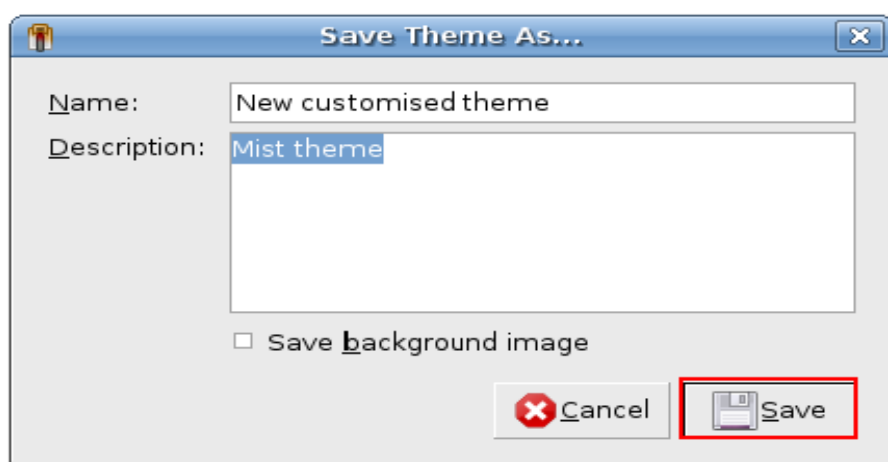 Save Theme As...
Name: New customised theme
Description: Mist theme
Save background image
Cancel Save